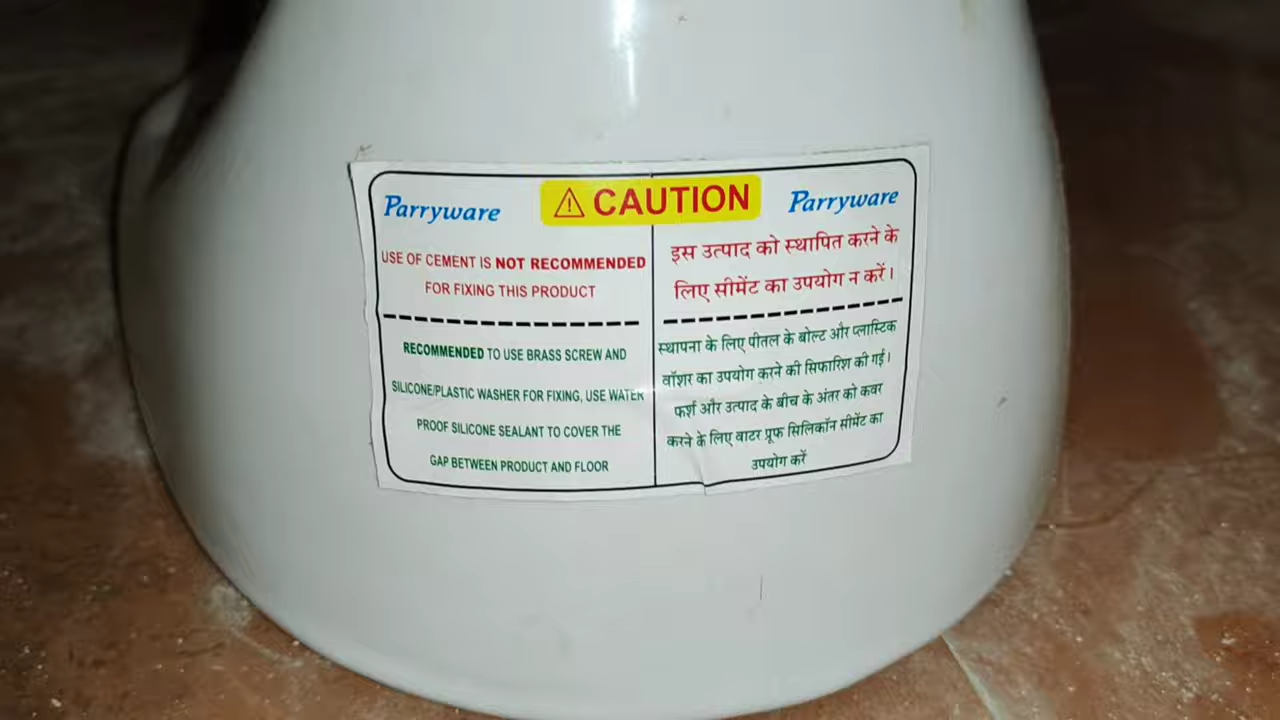 Parryware
CAUTION
Parryware
USE OF CEMENT IS NOT RECOMMENDED
FOR FIXING THIS PRODUCT
RECOMMENDED TO USE BRASS SCREW AND
SILICONE/PLASTIC WASHER FOR FIXING, USE WATER
PROOF SILICONE SEALANT TO COVER THE
GAP BETWEEN PRODUCT AND FLOOR
इस उत्पाद को स्थापित करने के
लिए सीमेंट का उपयोग न करें।
स्थापना के लिए पीतल के बोल्ट और प्लास्टिक
वॉशर का उपयोग करने की सिफारिश की गई।
फर्श और उत्पाद के बीच के अंतर को कवर
करने के लिए वाटर प्रूफ सिलिकॉन सीमेंट का
उपयोग करें